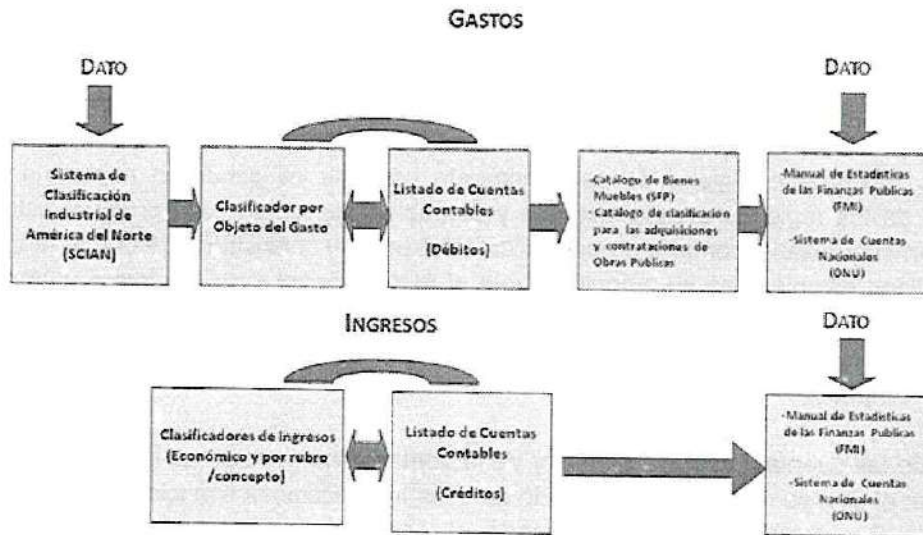 GASTOS
DATO
DATO
Sistema de
Clasificación
Industrial de
América del Norte
(SCIAN)
Clasificador por
Objeto del Gasto
Listado de Cuentas
Contables
(Débitos)
-Catalogo de Bienes
Muebles (SFP)
- Catalogo de clasificación
para las adquisiciones
y contrataciones de
Obras Publicas
-Manual de Estadísticas
de las Finanzas Publicas
(FMI)
-Sistema de Cuentas
Nacionales
(ONU)
INGRESOS
DATO
Clasificadores de Ingresos
(Económico y por rubro
/concepto)
Listado de Cuentas
Contables
(Créditos)
-Manual de Estadísticas
de las Finanzas Publicas
(FMI)
-Sistema de Cuentas
Nacionales
(ONU)